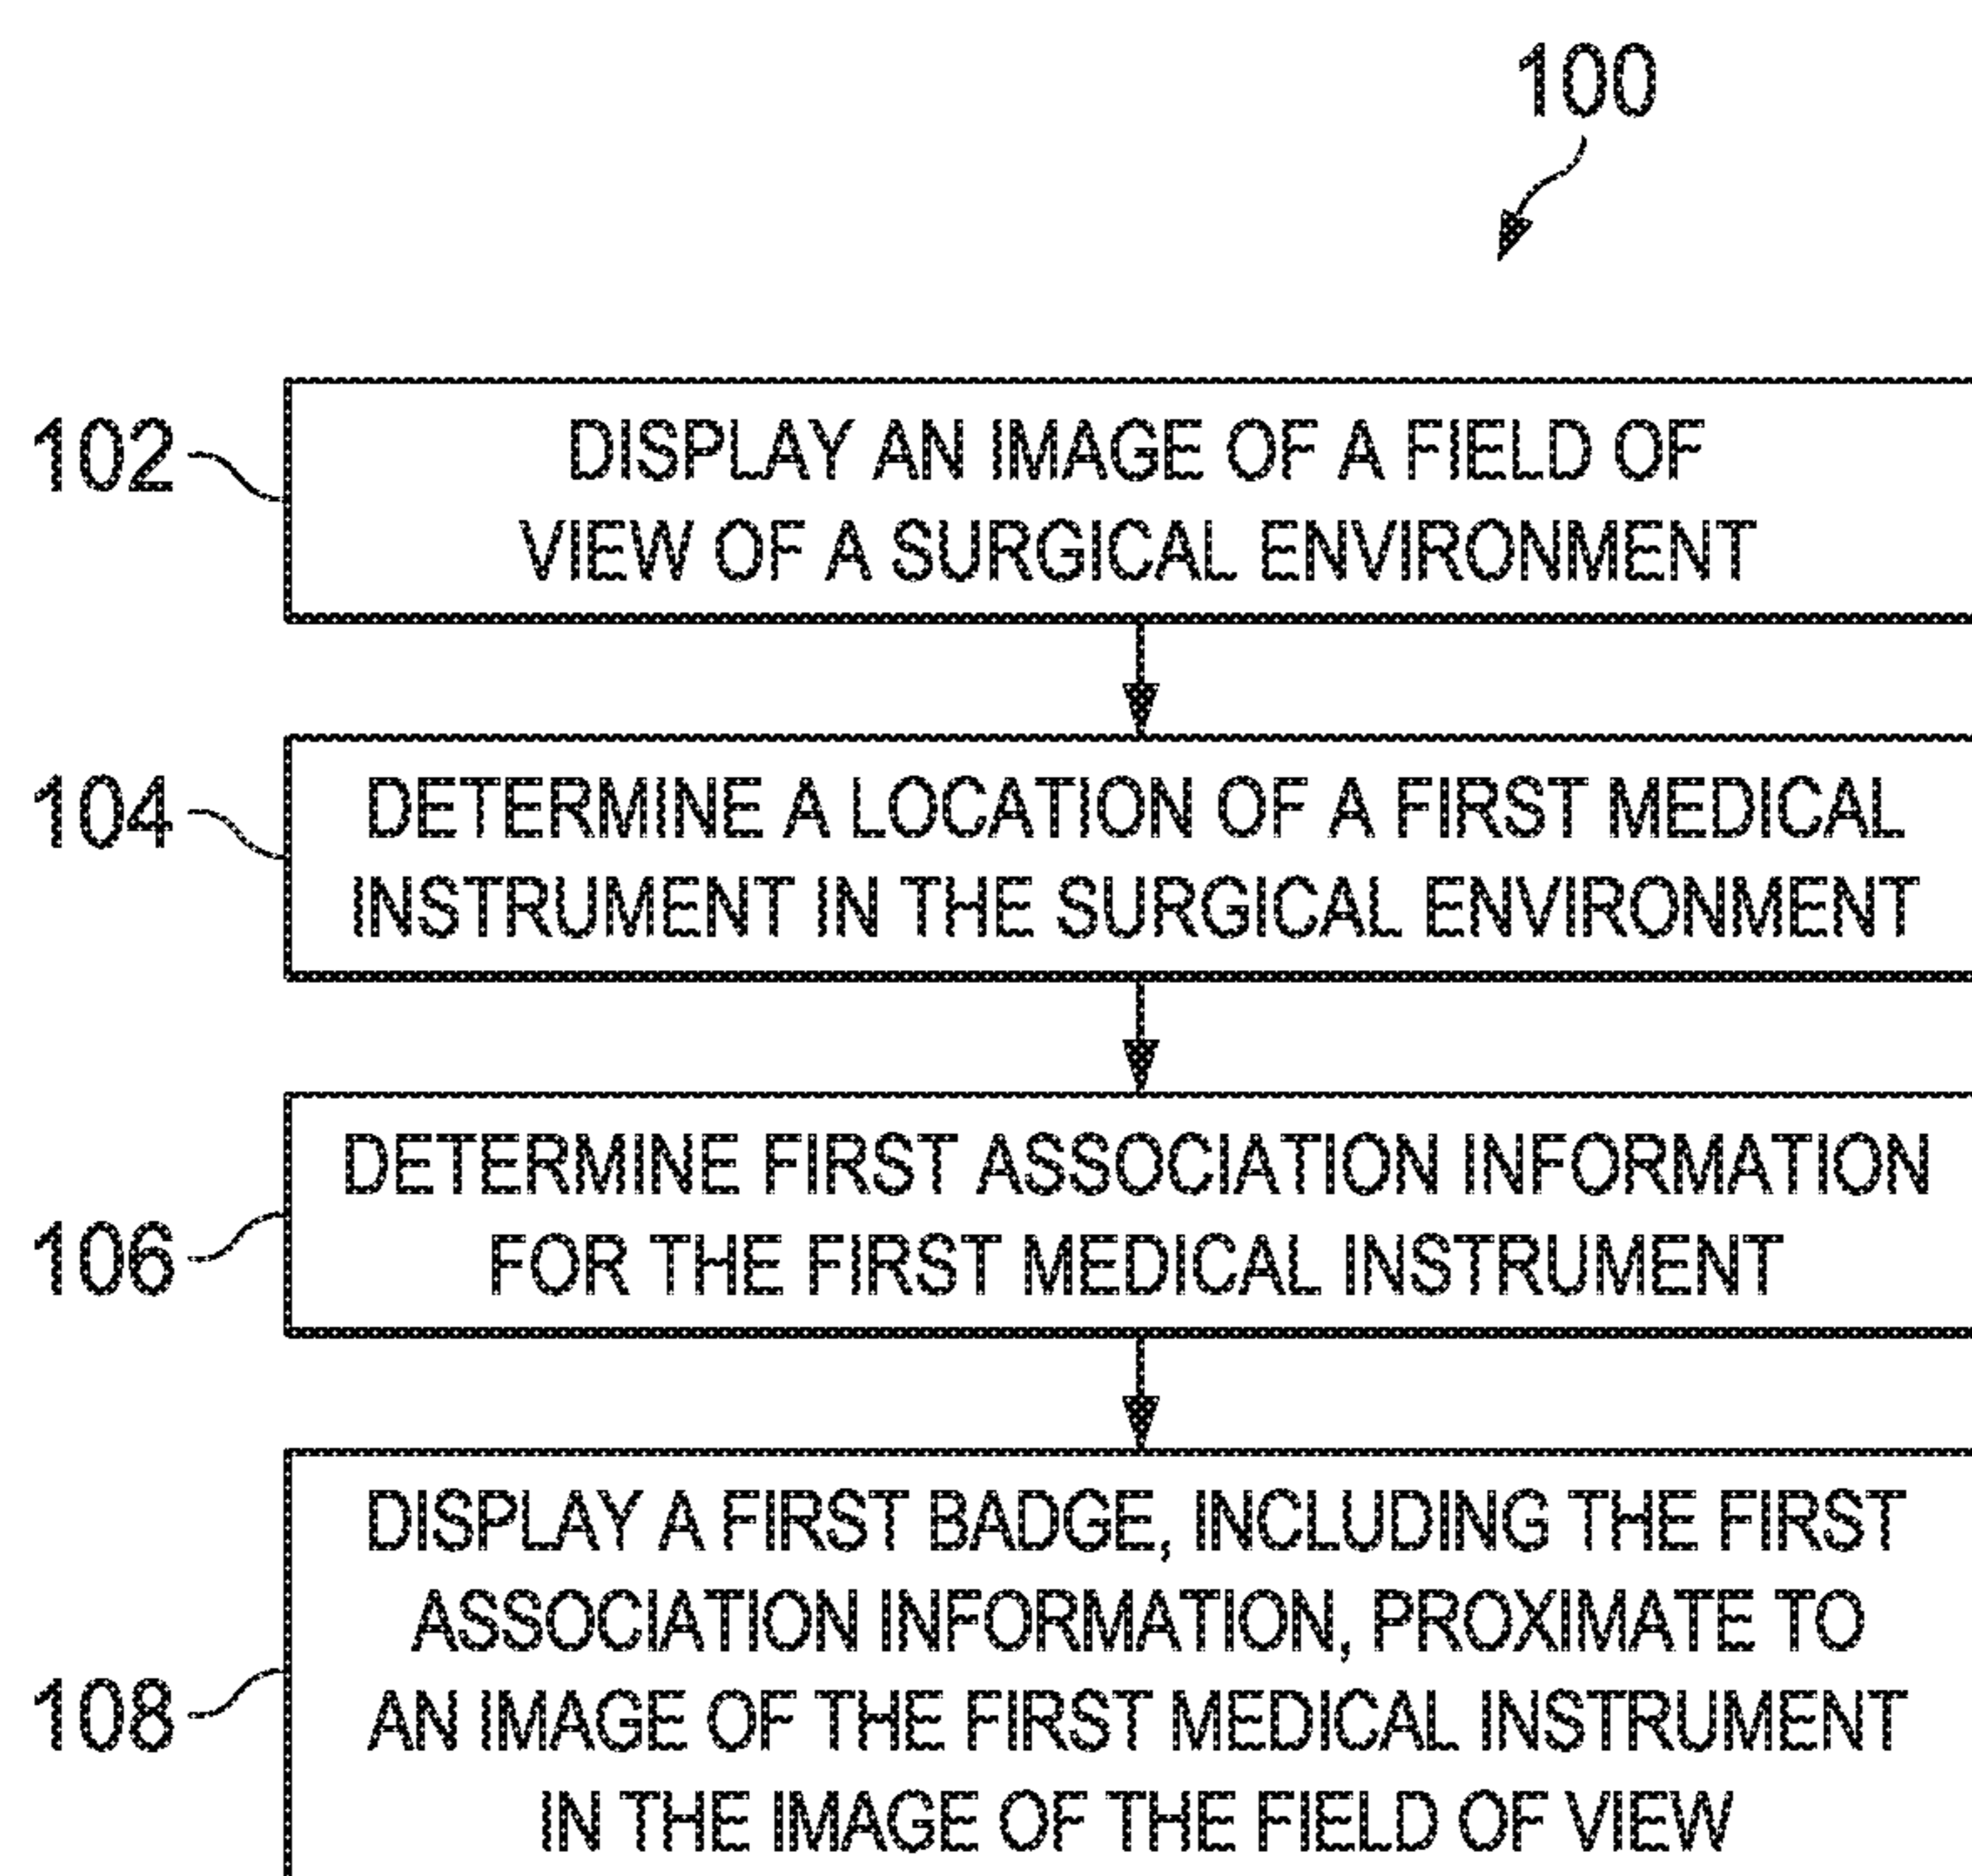 100
102
DISPLAY AN IMAGE OF A FIELD OF
VIEW OF A SURGICAL ENVIRONMENT
104
DETERMINE A LOCATION OF A FIRST MEDICAL
INSTRUMENT IN THE SURGICAL ENVIRONMENT
106
DETERMINE FIRST ASSOCIATION INFORMATION
FOR THE FIRST MEDICAL INSTRUMENT
108
DISPLAY A FIRST BADGE, INCLUDING THE FIRST
ASSOCIATION INFORMATION, PROXIMATE TO
AN IMAGE OF THE FIRST MEDICAL INSTRUMENT
IN THE IMAGE OF THE FIELD OF VIEW